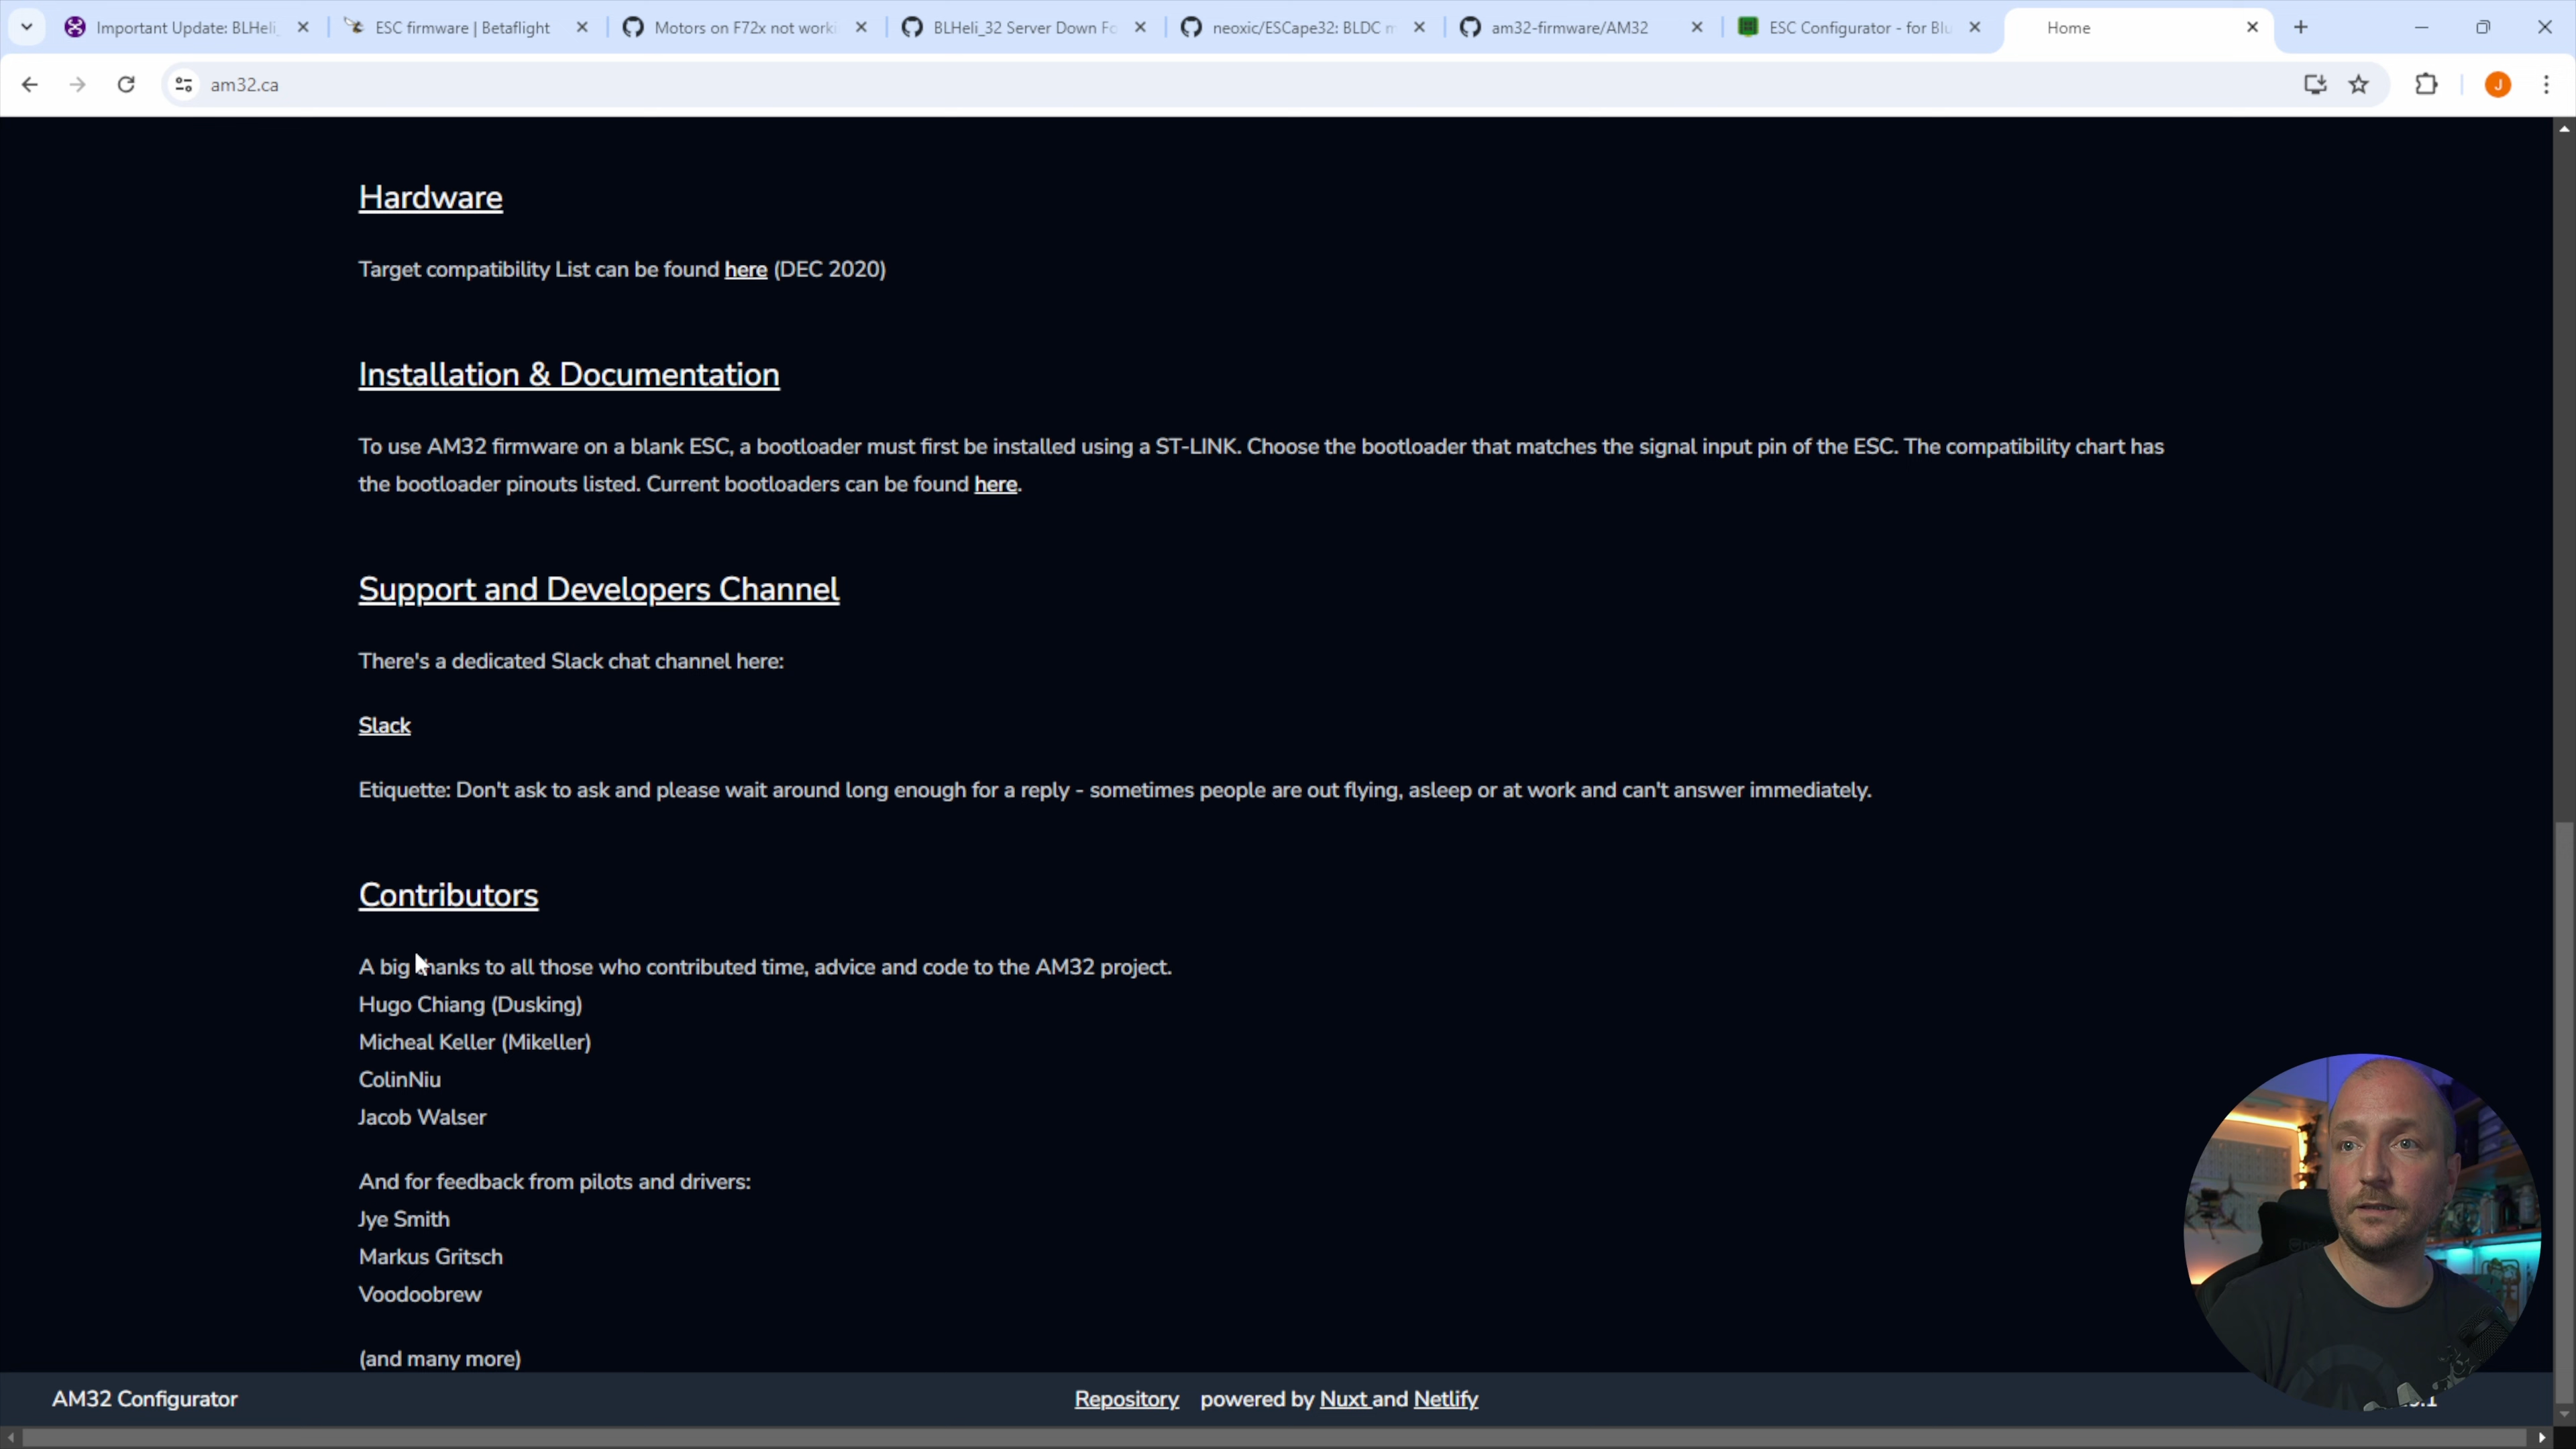 Important Update: BLHeli_
ESC firmware | Betaflight
Motors on F72x not worki
BLHeli_32 Server Down Fo
neoxic/ESCape32: BLDC m
am32-firmware/AM32
ESC Configurator - for Blu
Home
am32.ca
J
Hardware
Target compatibility List can be found here (DEC 2020)
Installation & Documentation
To use AM32 firmware on a blank ESC, a bootloader must first be installed using a ST-LINK. Choose the bootloader that matches the signal input pin of the ESC. The compatibility chart has
the bootloader pinouts listed. Current bootloaders can be found here.
Support and Developers Channel
There's a dedicated Slack chat channel here:
Slack
Etiquette: Don't ask to ask and please wait around long enough for a reply - sometimes people are out flying, asleep or at work and can't answer immediately.
Contributors
A big thanks to all those who contributed time, advice and code to the AM32 project.
Hugo Chiang (Dusking)
Micheal Keller (Mikeller)
ColinNiu
Jacob Walser
And for feedback from pilots and drivers:
Jye Smith
Markus Gritsch
Voodoobrew
(and many more)
AM32 Configurator
Repository powered by Nuxt and Netlify